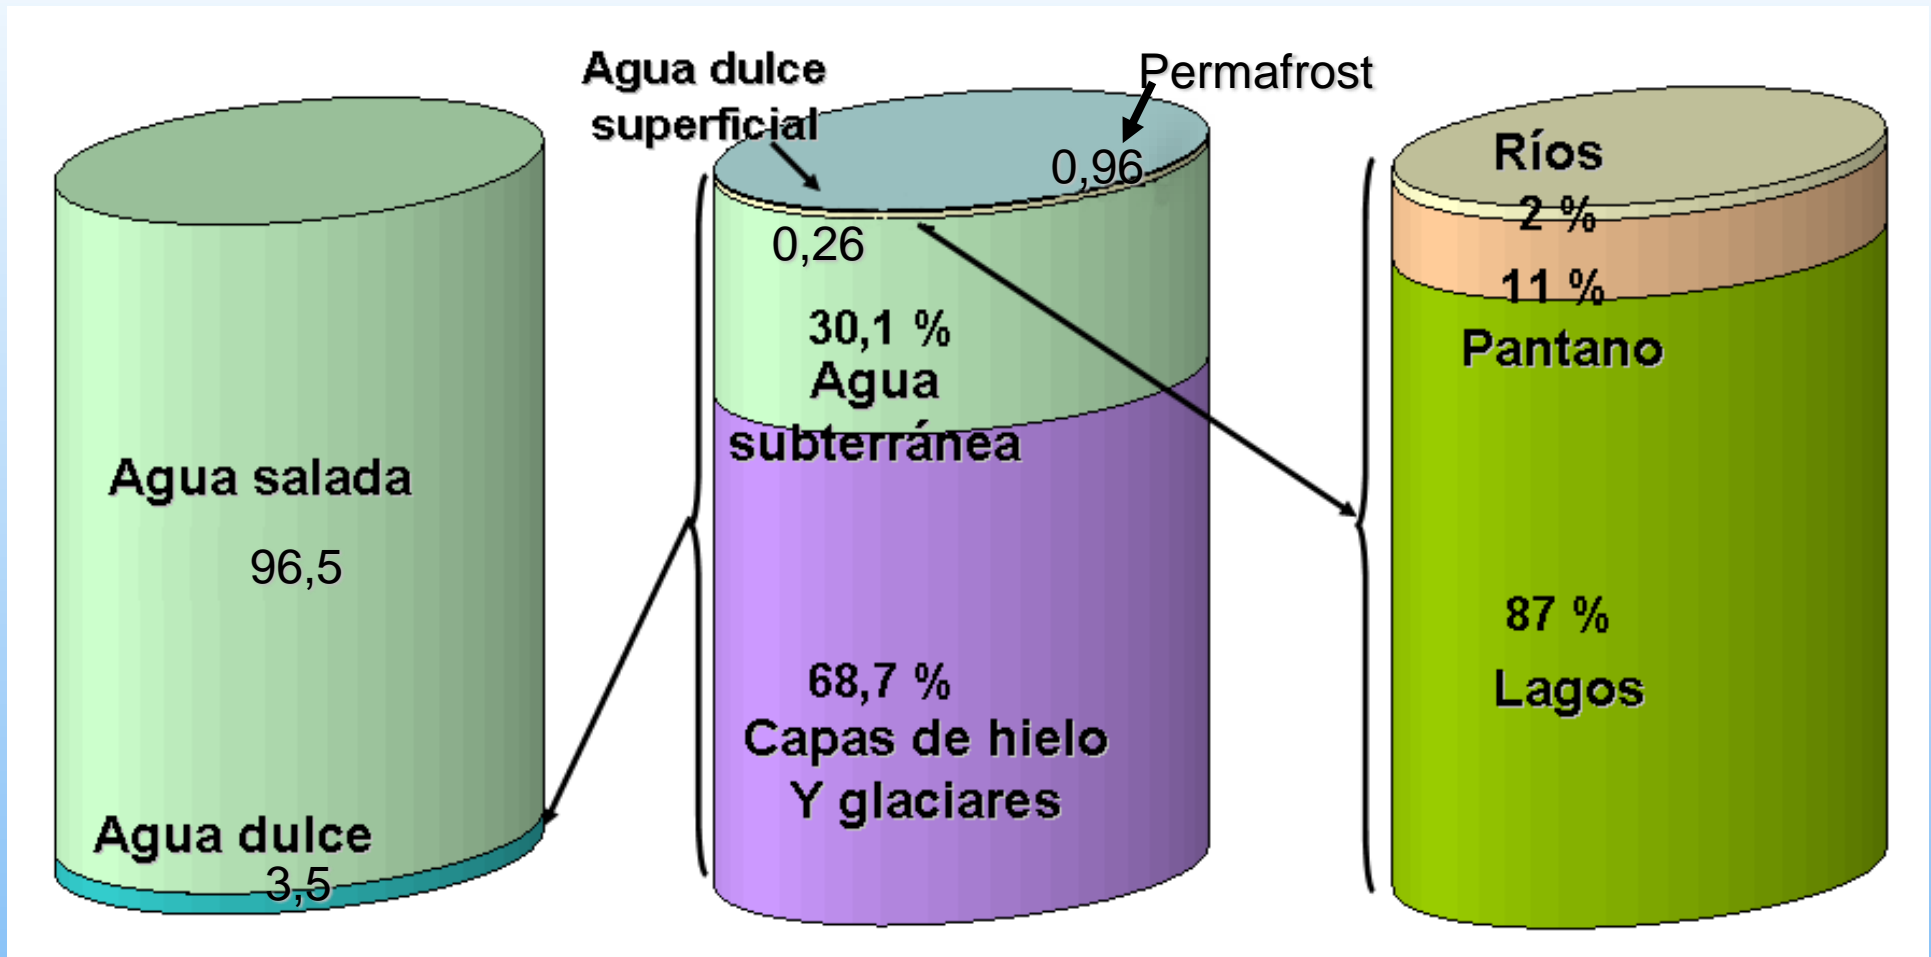 Agua salada
96,5
Agua dulce
3,5
Agua dulce
superficial
Permafrost
0,96
0,26
30,1 %
Agua
subterránea
68,7 %
Capas de hielo
Y glaciares
Ríos
2 %
11 %
Pantano
87 %
Lagos